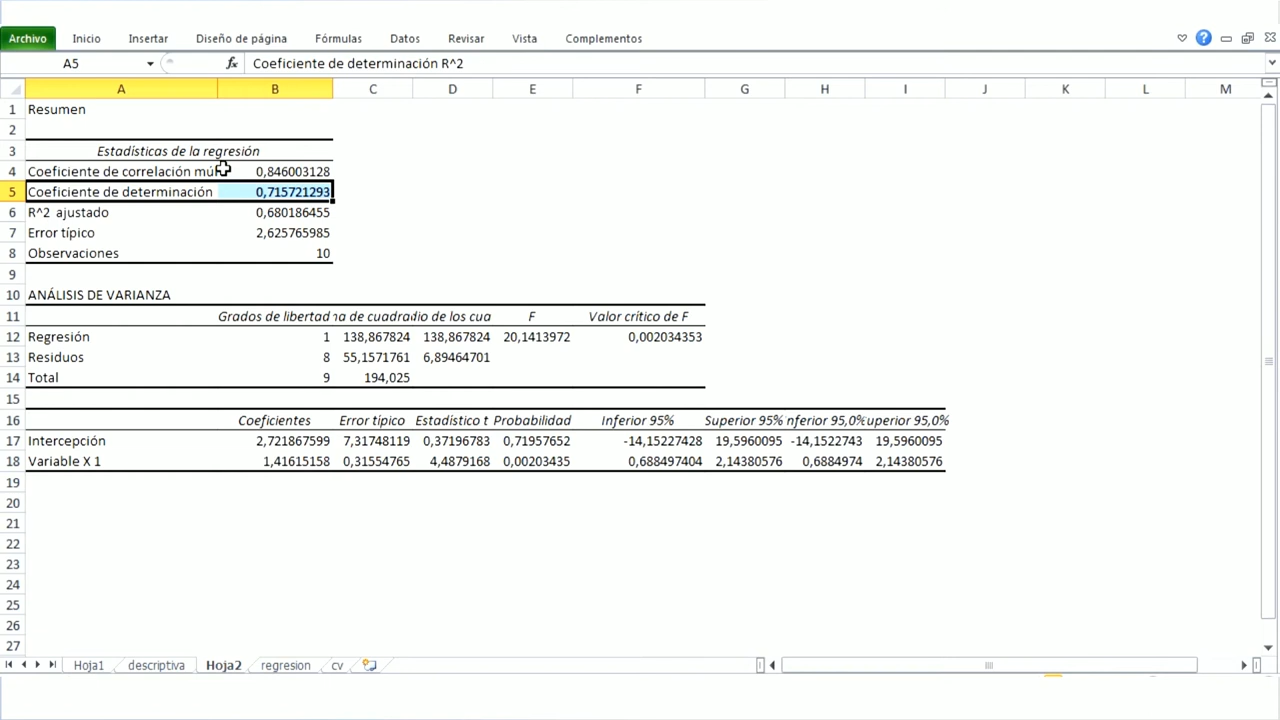 Archivo Inicio Insertar Diseño de página Fórmulas Datos Revisar Vista Complementos
A5 fx Coeficiente de determinación R^2
A B C D E F G H I J K L M
1 Resumen
2
3 Estadísticas de la regresión
4 Coeficiente de correlación múl 0,846003128
5 Coeficiente de determinación 0,715721293
6 R^2 ajustado 0,680186455
7 Error típico 2,625765985
8 Observaciones 10
9
10 ANÁLISIS DE VARIANZA
11 Grados de libertad na de cuadra dio de los cua F Valor crítico de F
12 Regresión 1 138,867824 138,867824 20,1413972 0,002034353
13 Residuos 8 55,1571761 6,89464701
14 Total 9 194,025
15
16 Coeficientes Error típico Estadístico t Probabilidad Inferior 95% Superior 95% nferior 95,0% uperior 95,0%
17 Intercepción 2,721867599 7,31748119 0,37196783 0,71957652 -14,15227428 19,5960095 -14,1522743 19,5960095
18 Variable X 1 1,41615158 0,31554765 4,4879168 0,00203435 0,688497404 2,14380576 0,6884974 2,14380576
19
20
21
22
23
24
25
26
27
Hoja1 descriptiva Hoja2 regresion cv